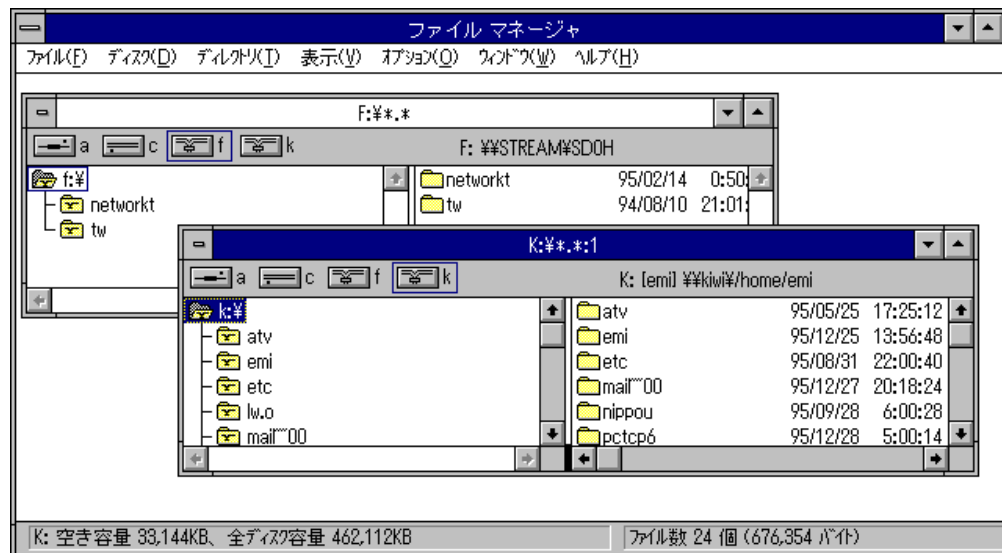 ファイル マネージャ
ﾌｧｲﾙ(F) ﾃﾞｨｽｸ(D) ﾃﾞｨﾚｸﾄﾘ(T) 表示(V) ｵﾌﾟｼｮﾝ(O) ｳｨﾝﾄﾞｳ(W) ﾍﾙﾌﾟ(H)
F:¥*.*
a c f k F: ¥¥STREAM¥SD0H
f:¥
networkt
tw
networkt 95/02/14 0:50:
tw 94/08/10 21:01:
K:¥*.*:1
a c f k K: [emi] ¥¥kiwi¥/home/emi
k:¥
atv
emi
etc
lw.o
mail~~00
atv 95/05/25 17:25:12
emi 95/12/25 13:56:48
etc 95/08/31 22:00:40
mail~~00 95/12/27 20:18:24
nippou 95/09/28 6:00:28
pctcp6 95/12/28 5:00:14
K: 空き容量 33,144KB、全ﾃﾞｨｽｸ容量 462,112KB
ﾌｧｲﾙ数 24 個 (676,354 ﾊﾞｲﾄ)